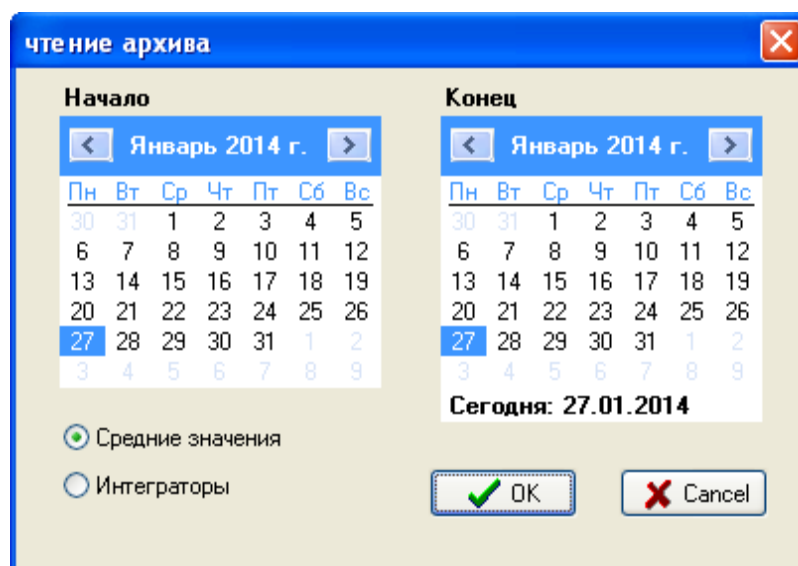 чтение архива
Начало
Январь 2014 г.
Пн Вт Ср Чт Пт Сб Вс
30 31 1 2 3 4 5
6 7 8 9 10 11 12
13 14 15 16 17 18 19
20 21 22 23 24 25 26
27 28 29 30 31 1 2
3 4 5 6 7 8 9
Конец
Январь 2014 г.
Пн Вт Ср Чт Пт Сб Вс
30 31 1 2 3 4 5
6 7 8 9 10 11 12
13 14 15 16 17 18 19
20 21 22 23 24 25 26
27 28 29 30 31 1 2
3 4 5 6 7 8 9
Сегодня: 27.01.2014
Средние значения
Интеграторы
OK
Cancel